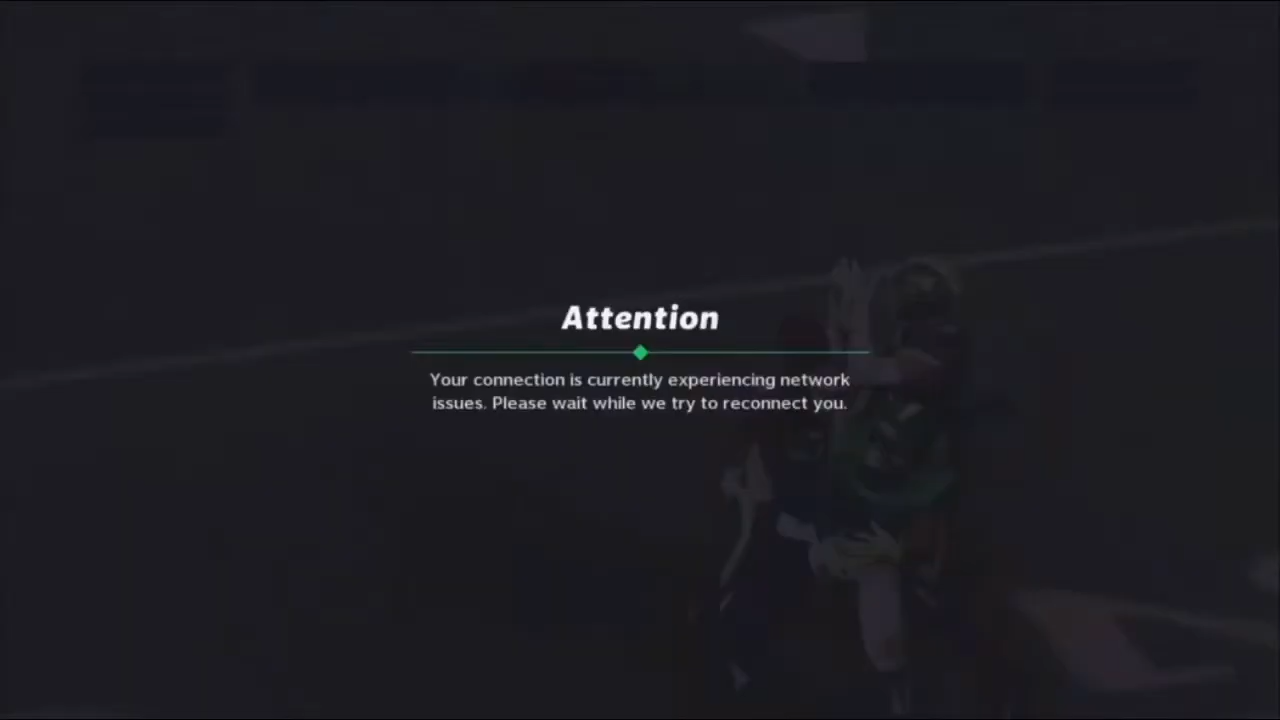 Attention
Your connection is currently experiencing network
issues. Please wait while we try to reconnect you.